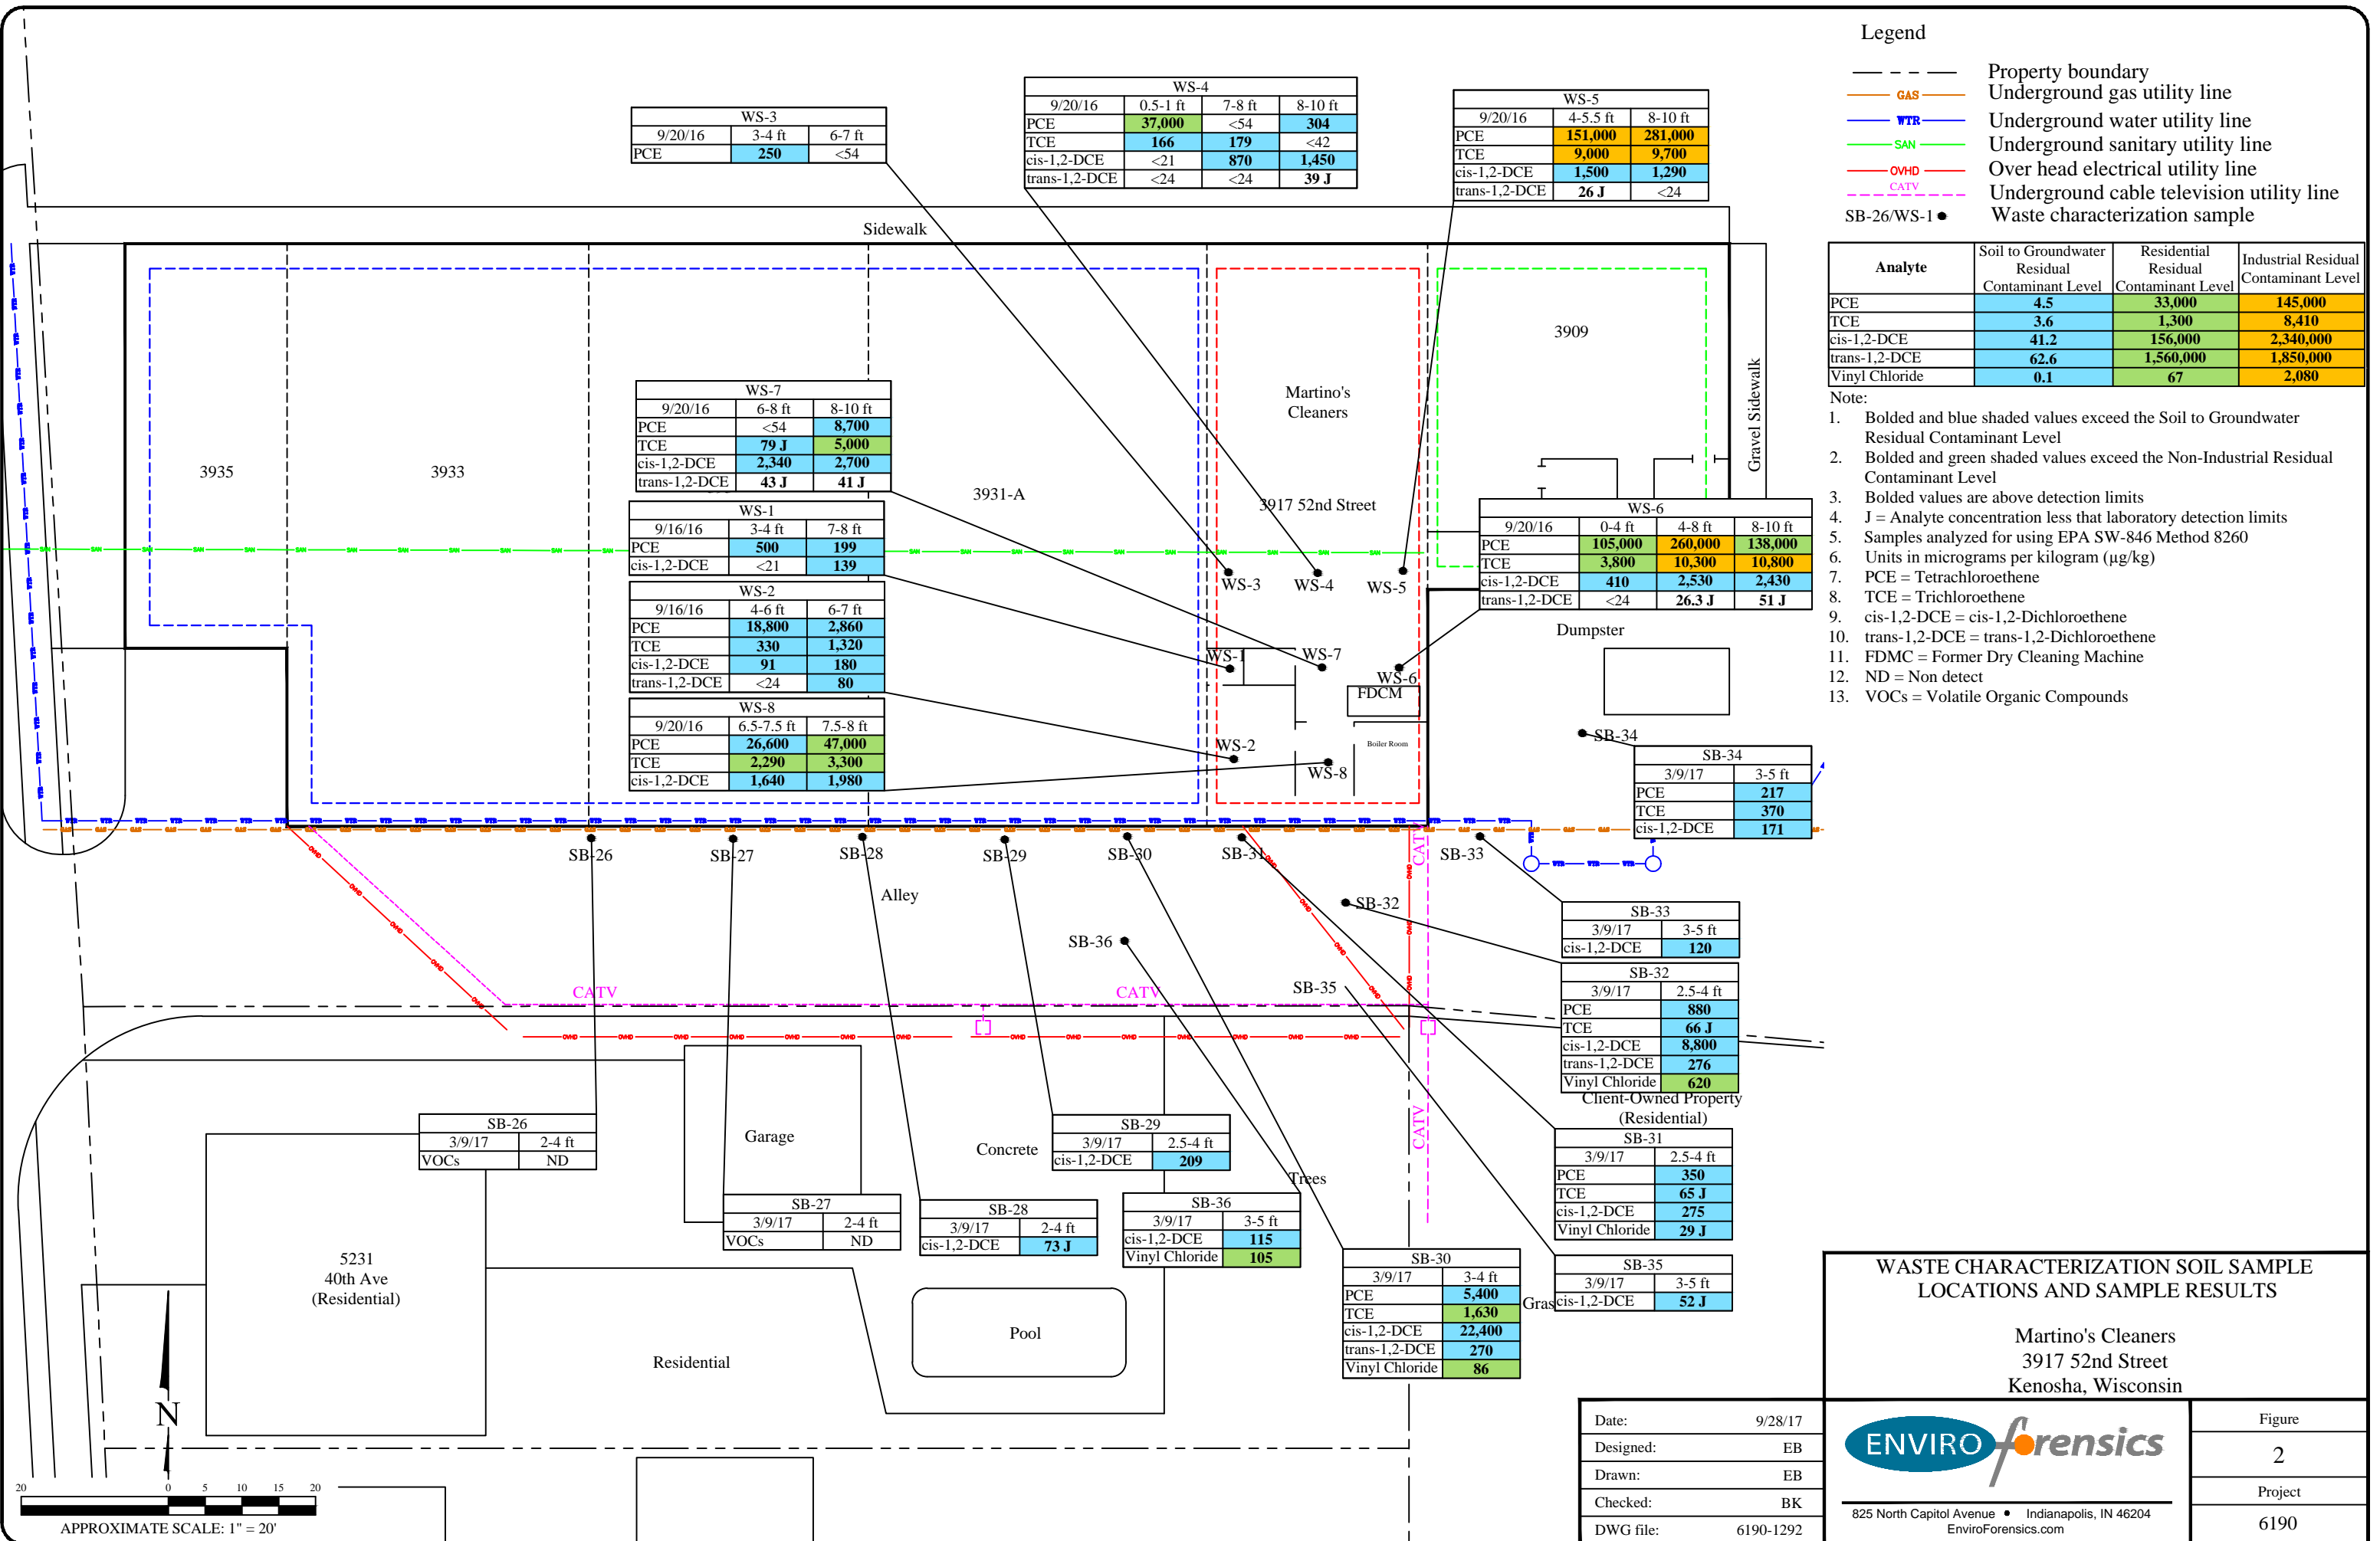 Legend
Property boundary
GAS Underground gas utility line
WTR Underground water utility line
SAN Underground sanitary utility line
OVHD Over head electrical utility line
CATV Underground cable television utility line
SB-26/WS-1 Waste characterization sample
Analyte Soil to Groundwater Residual Contaminant Level Residential Residual Contaminant Level Industrial Residual Contaminant Level
PCE 4.5 33,000 145,000
TCE 3.6 1,300 8,410
cis-1,2-DCE 41.2 156,000 2,340,000
trans-1,2-DCE 62.6 1,560,000 1,850,000
Vinyl Chloride 0.1 67 2,080
Note:
1. Bolded and blue shaded values exceed the Soil to Groundwater
Residual Contaminant Level
2. Bolded and green shaded values exceed the Non-Industrial Residual
Contaminant Level
3. Bolded values are above detection limits
4. J = Analyte concentration less that laboratory detection limits
5. Samples analyzed for using EPA SW-846 Method 8260
6. Units in micrograms per kilogram (µg/kg)
7. PCE = Tetrachloroethene
8. TCE = Trichloroethene
9. cis-1,2-DCE = cis-1,2-Dichloroethene
10. trans-1,2-DCE = trans-1,2-Dichloroethene
11. FDMC = Former Dry Cleaning Machine
12. ND = Non detect
13. VOCs = Volatile Organic Compounds
WS-3
9/20/16 3-4 ft 6-7 ft
PCE 250 <54
WS-4
9/20/16 0.5-1 ft 7-8 ft 8-10 ft
PCE 37,000 <54 304
TCE 166 179 <42
cis-1,2-DCE <21 870 1,450
trans-1,2-DCE <24 <24 39 J
WS-5
9/20/16 4-5.5 ft 8-10 ft
PCE 151,000 281,000
TCE 9,000 9,700
cis-1,2-DCE 1,500 1,290
trans-1,2-DCE 26 J <24
Sidewalk
3935
3933
3931-A
Martino's
Cleaners
3917 52nd Street
3909
Gravel Sidewalk
WS-7
9/20/16 6-8 ft 8-10 ft
PCE <54 8,700
TCE 79 J 5,000
cis-1,2-DCE 2,340 2,700
trans-1,2-DCE 43 J 41 J
WS-1
9/16/16 3-4 ft 7-8 ft
PCE 500 199
cis-1,2-DCE <21 139
WS-2
9/16/16 4-6 ft 6-7 ft
PCE 18,800 2,860
TCE 330 1,320
cis-1,2-DCE 91 180
trans-1,2-DCE <24 80
WS-8
9/20/16 6.5-7.5 ft 7.5-8 ft
PCE 26,600 47,000
TCE 2,290 3,300
cis-1,2-DCE 1,640 1,980
WS-6
9/20/16 0-4 ft 4-8 ft 8-10 ft
PCE 105,000 260,000 138,000
TCE 3,800 10,300 10,800
cis-1,2-DCE 410 2,530 2,430
trans-1,2-DCE <24 26.3 J 51 J
WS-3
WS-4
WS-5
WS-1
WS-7
WS-6
FDCM
WS-2
WS-8
Boiler Room
Dumpster
SB-34
SB-34
3/9/17 3-5 ft
PCE 217
TCE 370
cis-1,2-DCE 171
SB-26
SB-27
SB-28
SB-29
SB-30
SB-31
SB-33
Alley
SB-32
SB-36
SB-35
CATV
CATV
CATV
CATV
SB-33
3/9/17 3-5 ft
cis-1,2-DCE 120
SB-32
3/9/17 2.5-4 ft
PCE 880
TCE 66 J
cis-1,2-DCE 8,800
trans-1,2-DCE 276
Vinyl Chloride 620
Client-Owned Property
(Residential)
SB-31
3/9/17 2.5-4 ft
PCE 350
TCE 65 J
cis-1,2-DCE 275
Vinyl Chloride 29 J
SB-35
3/9/17 3-5 ft
cis-1,2-DCE 52 J
SB-26
3/9/17 2-4 ft
VOCs ND
Garage
SB-27
3/9/17 2-4 ft
VOCs ND
SB-28
3/9/17 2-4 ft
cis-1,2-DCE 73 J
Concrete
SB-29
3/9/17 2.5-4 ft
cis-1,2-DCE 209
Trees
SB-36
3/9/17 3-5 ft
cis-1,2-DCE 115
Vinyl Chloride 105
SB-30
3/9/17 3-4 ft
PCE 5,400
TCE 1,630
cis-1,2-DCE 22,400
trans-1,2-DCE 270
Vinyl Chloride 86
Gras
5231
40th Ave
(Residential)
Residential
Pool
N
20 0 5 10 15 20
APPROXIMATE SCALE: 1" = 20'
WASTE CHARACTERIZATION SOIL SAMPLE
LOCATIONS AND SAMPLE RESULTS
Martino's Cleaners
3917 52nd Street
Kenosha, Wisconsin
Date: 9/28/17
Designed: EB
Drawn: EB
Checked: BK
DWG file: 6190-1292
ENVIRO forensics
825 North Capitol Avenue • Indianapolis, IN 46204
EnviroForensics.com
Figure
2
Project
6190